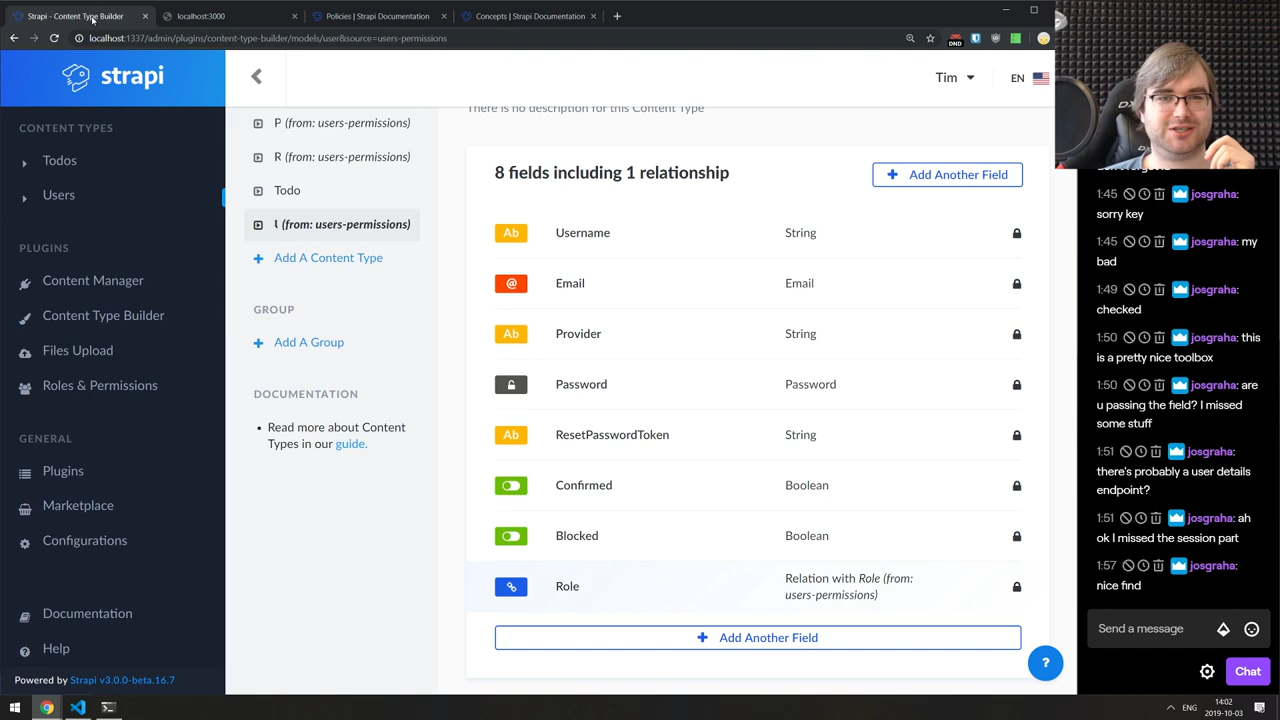 Strapi - Content Type Builder
localhost:3000
Policies | Strapi Documentation
Concepts | Strapi Documentation
localhost:1337/admin/plugins/content-type-builder/models/user&source=users-permissions
DND
strapi
Tim
EN
CONTENT TYPES
Todos
Users
PLUGINS
Content Manager
Content Type Builder
Files Upload
Roles & Permissions
GENERAL
Plugins
Marketplace
Configurations
Documentation
Help
Powered by Strapi v3.0.0-beta.16.7
P (from: users-permissions)
R (from: users-permissions)
Todo
(from: users-permissions)
Add A Content Type
GROUP
Add A Group
DOCUMENTATION
Read more about Content
Types in our guide.
There is no description for this Content Type
8 fields including 1 relationship
Add Another Field
Ab Username String
@ Email Email
Ab Provider String
Password Password
Ab ResetPasswordToken String
Confirmed Boolean
Blocked Boolean
Role Relation with Role (from:
users-permissions)
Add Another Field
?
1:45 josgraha:
sorry key
1:45 josgraha: my
bad
1:49 josgraha:
checked
1:50 josgraha: this
is a pretty nice toolbox
1:50 josgraha: are
u passing the field? I missed
some stuff
1:51 josgraha:
there's probably a user details
endpoint?
1:51 josgraha: ah
ok I missed the session part
1:57 josgraha:
nice find
Send a message
Chat
ENG
14:02
2019-10-03